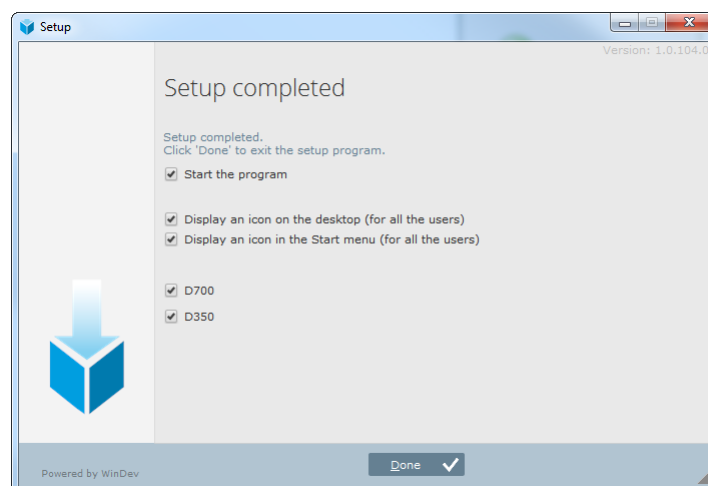 Setup
Version: 1.0.104.0
Setup completed
Setup completed.
Click 'Done' to exit the setup program.
Start the program
Display an icon on the desktop (for all the users)
Display an icon in the Start menu (for all the users)
D700
D350
Done
Powered by WinDev